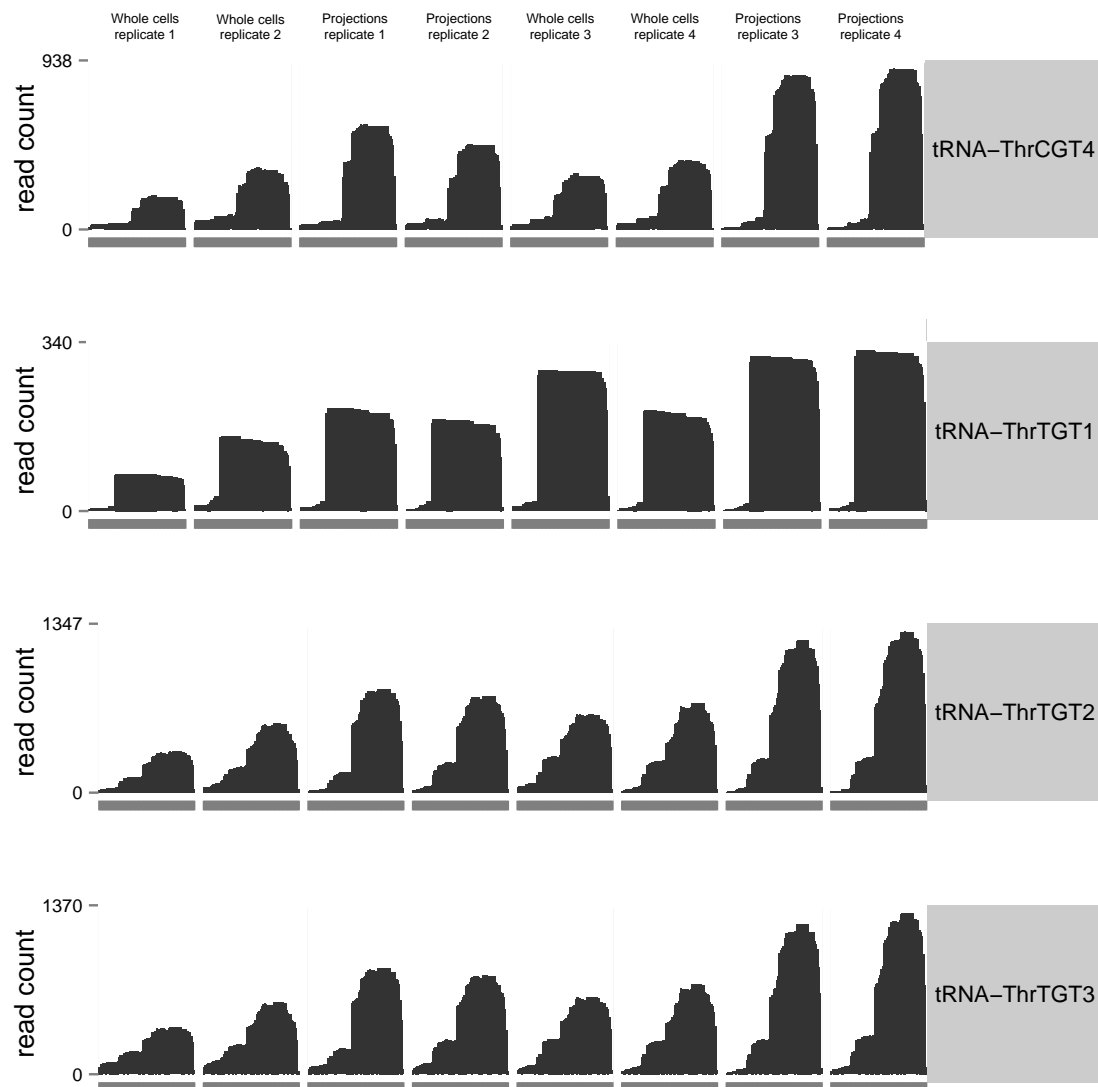 Whole cells
replicate 1
Whole cells
replicate 2
Projections
replicate 1
Projections
replicate 2
Whole cells
replicate 3
Whole cells
replicate 4
Projections
replicate 3
Projections
replicate 4
938
read count
0
tRNA−ThrCGT4
340
read count
0
tRNA−ThrTGT1
1347
read count
0
tRNA−ThrTGT2
1370
read count
0
tRNA−ThrTGT3